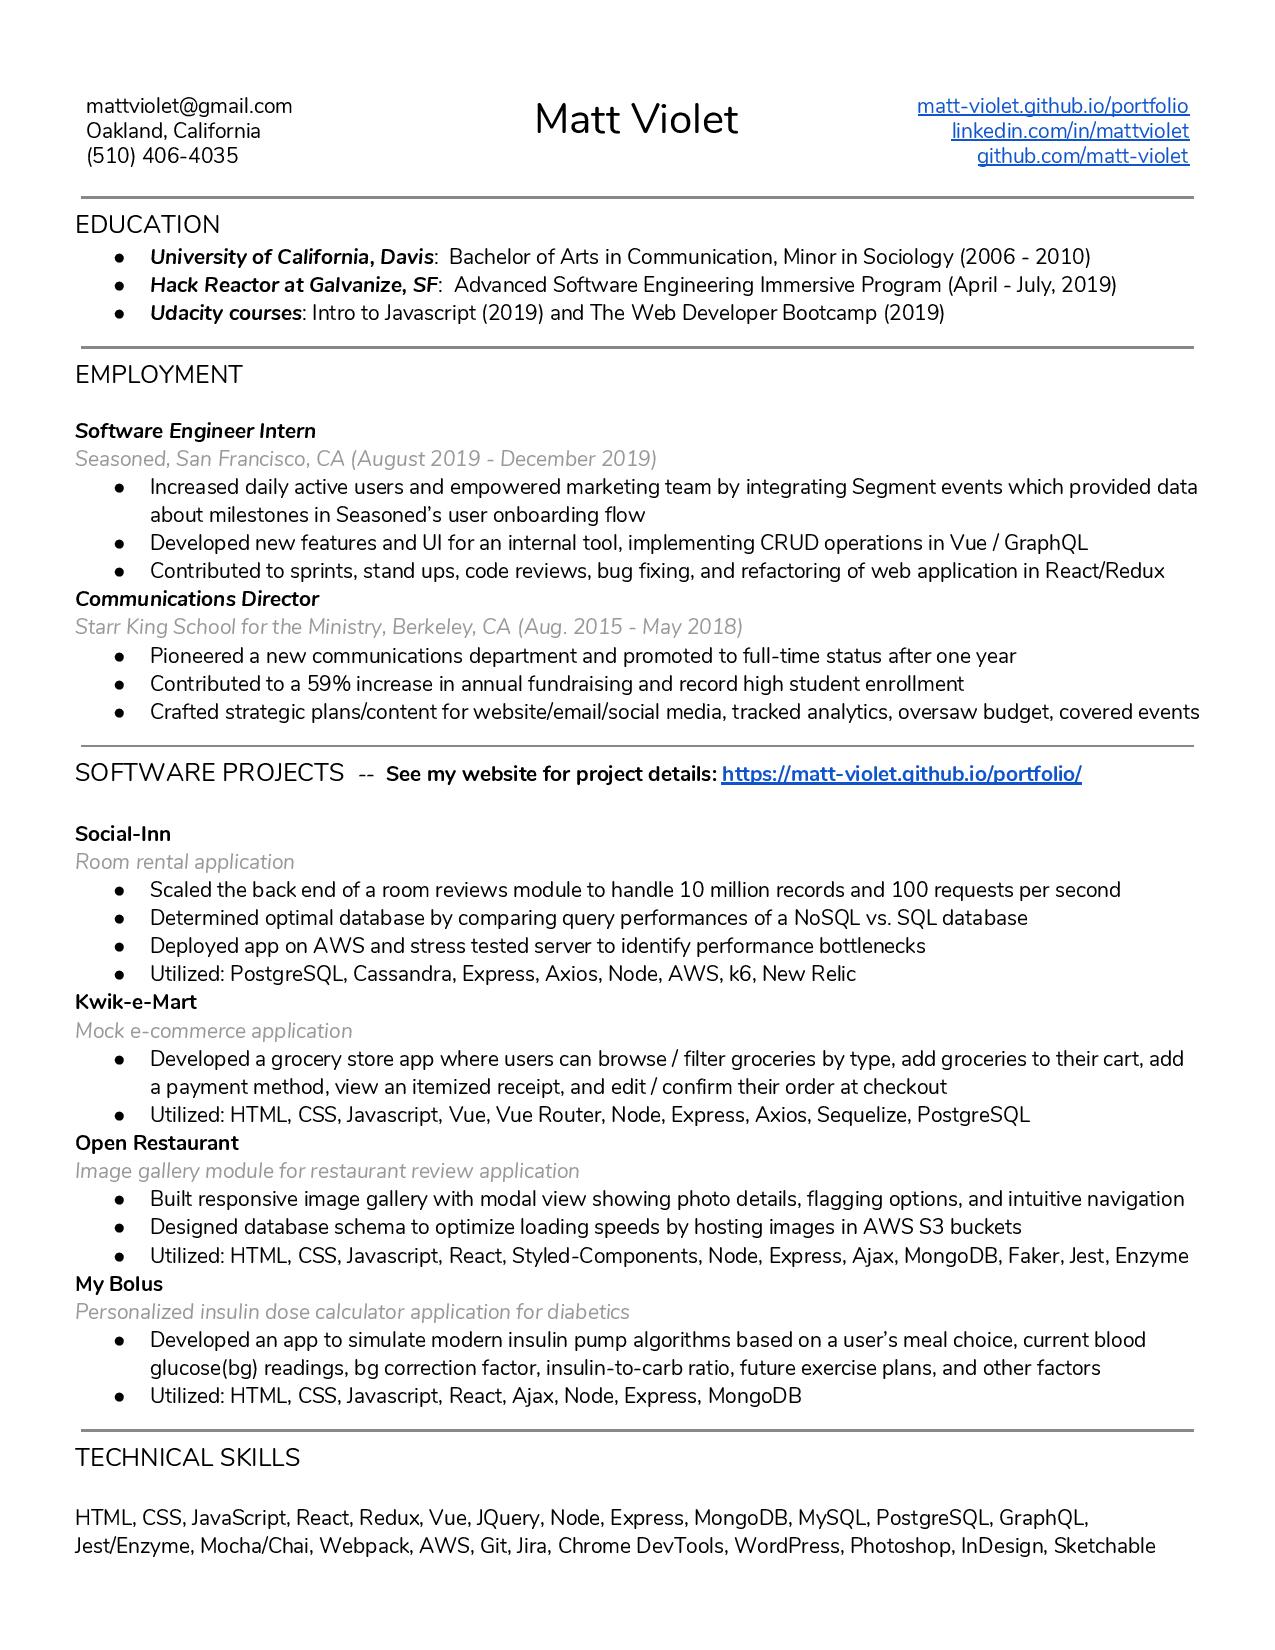 mattviolet@gmail.com
Oakland, California
(510) 406-4035
Matt Violet
matt-violet.github.io/portfolio
linkedin.com/in/mattviolet
github.com/matt-violet
EDUCATION
● University of California, Davis: Bachelor of Arts in Communication, Minor in Sociology (2006 - 2010)
● Hack Reactor at Galvanize, SF: Advanced Software Engineering Immersive Program (April - July, 2019)
● Udacity courses: Intro to Javascript (2019) and The Web Developer Bootcamp (2019)
EMPLOYMENT
Software Engineer Intern
Seasoned, San Francisco, CA (August 2019 - December 2019)
● Increased daily active users and empowered marketing team by integrating Segment events which provided data
about milestones in Seasoned’s user onboarding flow
● Developed new features and UI for an internal tool, implementing CRUD operations in Vue / GraphQL
● Contributed to sprints, stand ups, code reviews, bug fixing, and refactoring of web application in React/Redux
Communications Director
Starr King School for the Ministry, Berkeley, CA (Aug. 2015 - May 2018)
● Pioneered a new communications department and promoted to full-time status after one year
● Contributed to a 59% increase in annual fundraising and record high student enrollment
● Crafted strategic plans/content for website/email/social media, tracked analytics, oversaw budget, covered events
SOFTWARE PROJECTS -- See my website for project details: https://matt-violet.github.io/portfolio/
Social-Inn
Room rental application
● Scaled the back end of a room reviews module to handle 10 million records and 100 requests per second
● Determined optimal database by comparing query performances of a NoSQL vs. SQL database
● Deployed app on AWS and stress tested server to identify performance bottlenecks
● Utilized: PostgreSQL, Cassandra, Express, Axios, Node, AWS, k6, New Relic
Kwik-e-Mart
Mock e-commerce application
● Developed a grocery store app where users can browse / filter groceries by type, add groceries to their cart, add
a payment method, view an itemized receipt, and edit / confirm their order at checkout
● Utilized: HTML, CSS, Javascript, Vue, Vue Router, Node, Express, Axios, Sequelize, PostgreSQL
Open Restaurant
Image gallery module for restaurant review application
● Built responsive image gallery with modal view showing photo details, flagging options, and intuitive navigation
● Designed database schema to optimize loading speeds by hosting images in AWS S3 buckets
● Utilized: HTML, CSS, Javascript, React, Styled-Components, Node, Express, Ajax, MongoDB, Faker, Jest, Enzyme
My Bolus
Personalized insulin dose calculator application for diabetics
● Developed an app to simulate modern insulin pump algorithms based on a user’s meal choice, current blood
glucose(bg) readings, bg correction factor, insulin-to-carb ratio, future exercise plans, and other factors
● Utilized: HTML, CSS, Javascript, React, Ajax, Node, Express, MongoDB
TECHNICAL SKILLS
HTML, CSS, JavaScript, React, Redux, Vue, JQuery, Node, Express, MongoDB, MySQL, PostgreSQL, GraphQL,
Jest/Enzyme, Mocha/Chai, Webpack, AWS, Git, Jira, Chrome DevTools, WordPress, Photoshop, InDesign, Sketchable